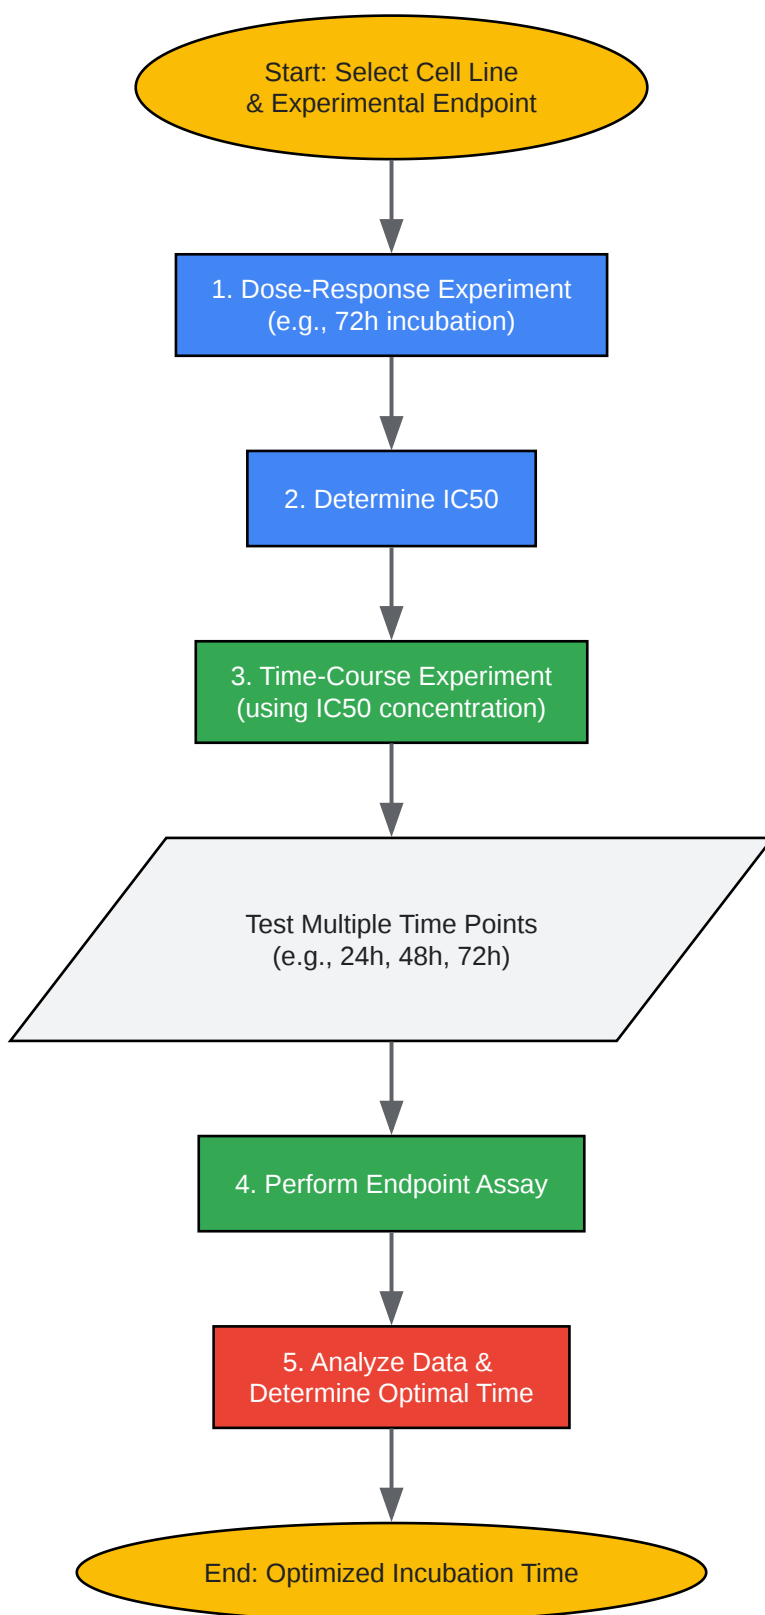 Start: Select Cell Line
& Experimental Endpoint
1. Dose-Response Experiment
(e.g., 72h incubation)
2. Determine IC50
3. Time-Course Experiment
(using IC50 concentration)
Test Multiple Time Points
(e.g., 24h, 48h, 72h)
4. Perform Endpoint Assay
5. Analyze Data &
Determine Optimal Time
End: Optimized Incubation Time